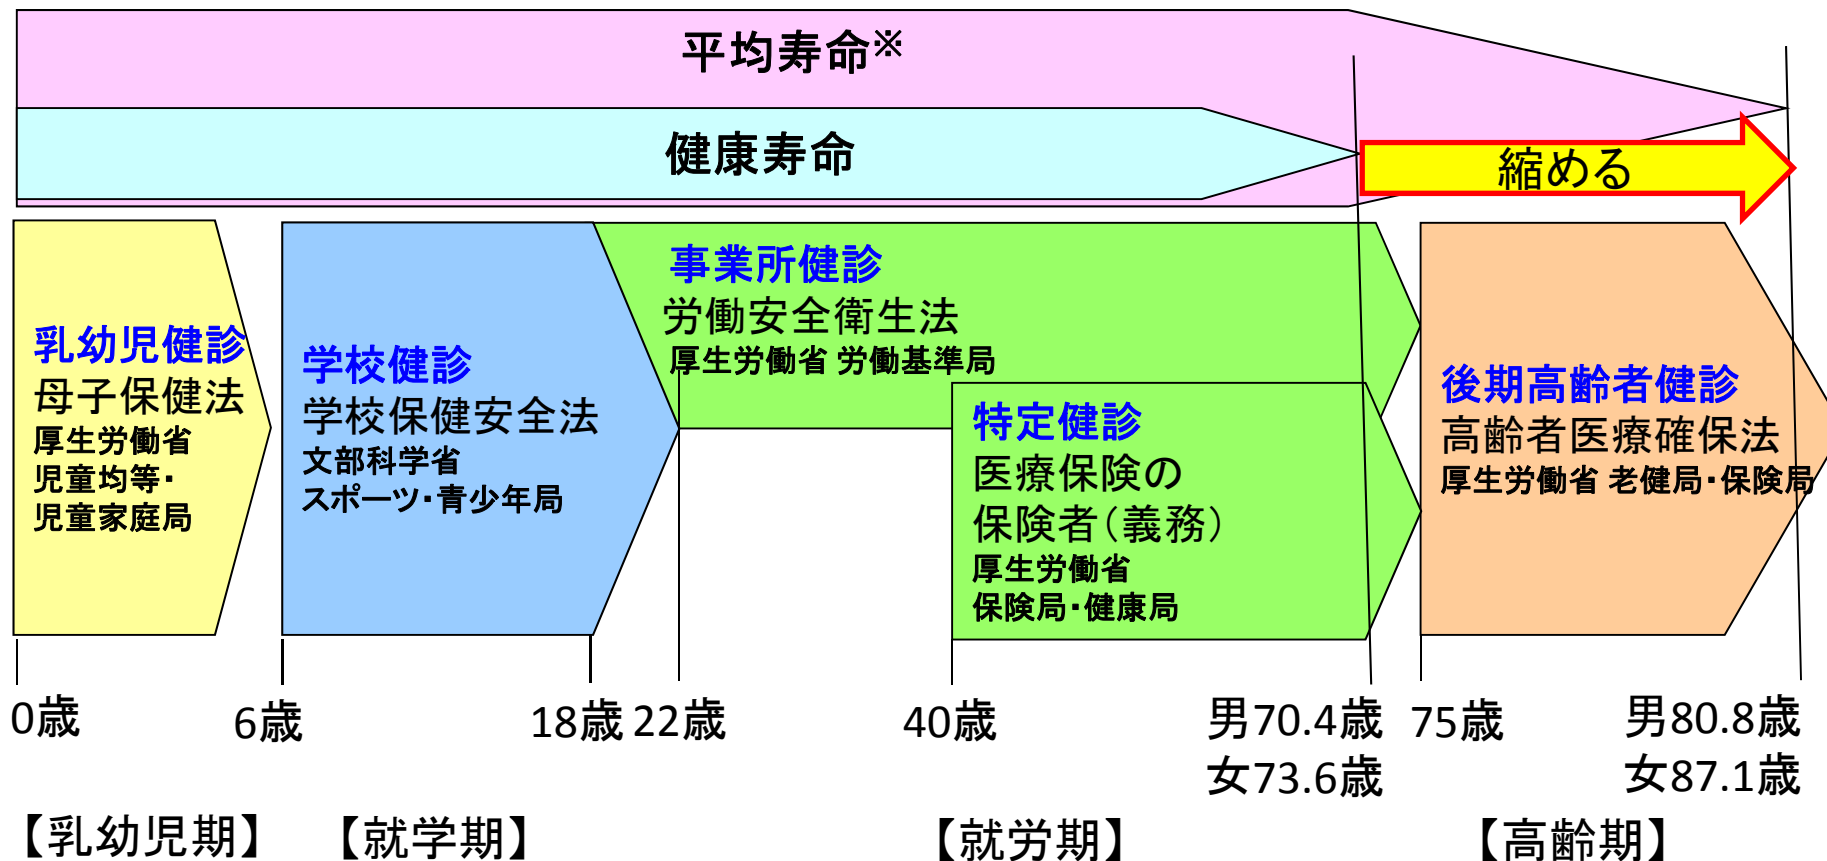 平均寿命※
健康寿命
縮める
乳幼児健診
母子保健法
厚生労働省
児童均等・
児童家庭局
学校健診
学校保健安全法
文部科学省
スポーツ・青少年局
事業所健診
労働安全衛生法
厚生労働省 労働基準局
特定健診
医療保険の
保険者（義務）
厚生労働省
保険局・健康局
後期高齢者健診
高齢者医療確保法
厚生労働省 老健局・保険局
0歳
6歳
18歳
22歳
40歳
男70.4歳
女73.6歳
75歳
男80.8歳
女87.1歳
【乳幼児期】
【就学期】
【就労期】
【高齢期】